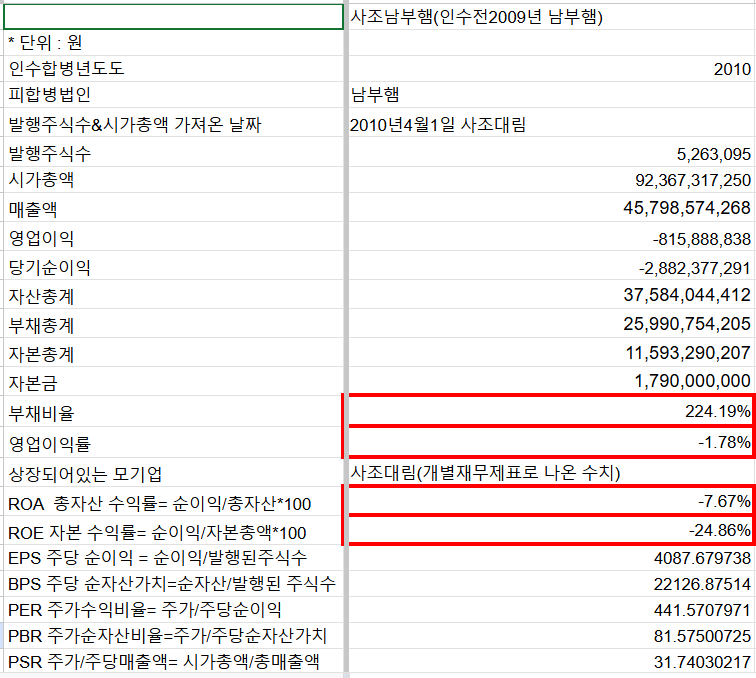 사조남부햄(인수전2009년 남부햄)
* 단위 : 원
인수합병년도도 2010
피합병법인 남부햄
발행주식수&시가총액 가져온 날짜 2010년4월1일 사조대림
발행주식수 5,263,095
시가총액 92,367,317,250
매출액 45,798,574,268
영업이익 -815,888,838
당기순이익 -2,882,377,291
자산총계 37,584,044,412
부채총계 25,990,754,205
자본총계 11,593,290,207
자본금 1,790,000,000
부채비율 224.19%
영업이익률 -1.78%
상장되어있는 모기업 사조대림(개별재무제표로 나온 수치)
ROA  총자산 수익률= 순이익/총자산*100 -7.67%
ROE 자본 수익률= 순이익/자본총액*100 -24.86%
EPS 주당 순이익 = 순이익/발행된주식수 4087.679738
BPS 주당 순자산가치=순자산/발행된 주식수 22126.87514
PER 주가수익비율= 주가/주당순이익 441.5707971
PBR 주가순자산비율=주가/주당순자산가치 81.57500725
PSR 주가/주당매출액= 시가총액/총매출액 31.74030217